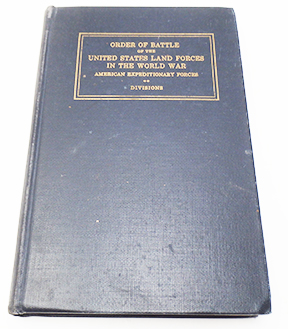 ORDER OF BATTLE
OF THE
UNITED STATES LAND FORCES
IN THE WORLD WAR
AMERICAN EXPEDITIONARY FORCES
DIVISIONS